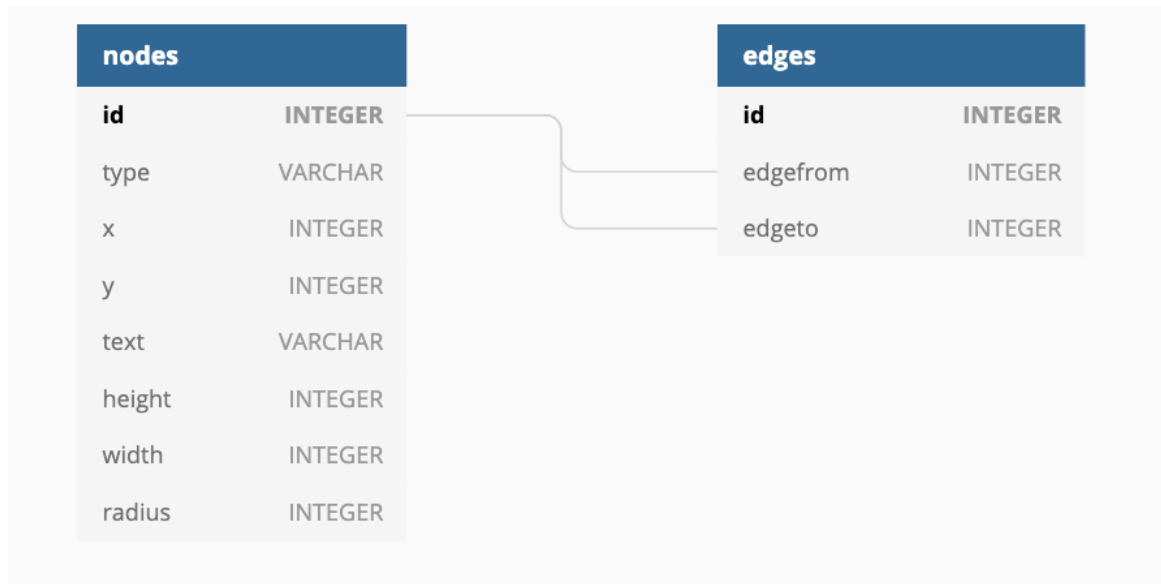 nodes
id INTEGER
type VARCHAR
x INTEGER
y INTEGER
text VARCHAR
height INTEGER
width INTEGER
radius INTEGER
edges
id INTEGER
edgefrom INTEGER
edgeto INTEGER